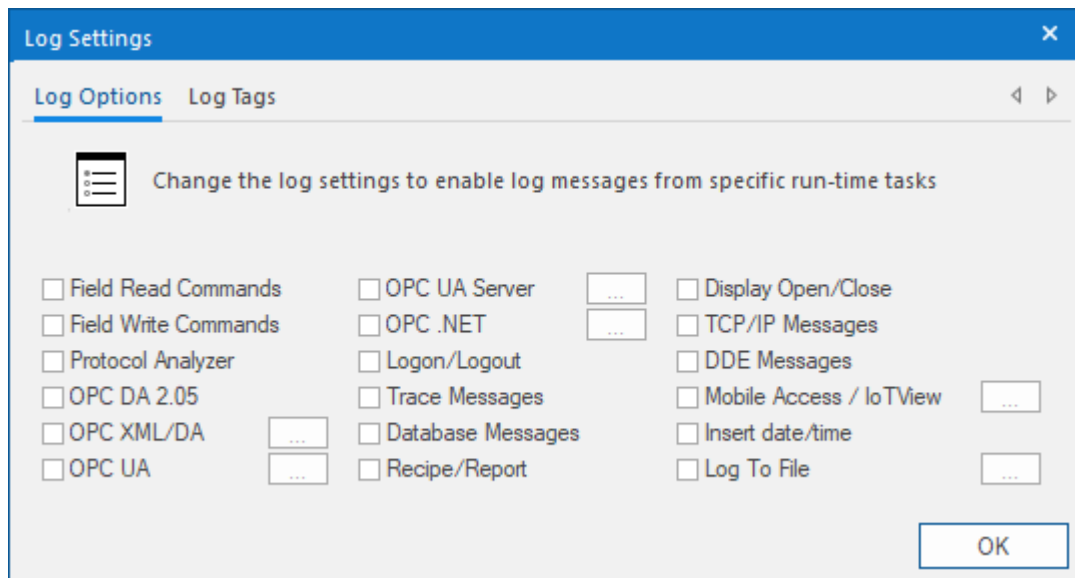 Log Settings
Log Options Log Tags
Change the log settings to enable log messages from specific run-time tasks
Field Read Commands
Field Write Commands
Protocol Analyzer
OPC DA 2.05
OPC XML/DA ...
OPC UA ...
OPC UA Server ...
OPC .NET ...
Logon/Logout
Trace Messages
Database Messages
Recipe/Report
Display Open/Close
TCP/IP Messages
DDE Messages
Mobile Access / IoTView ...
Insert date/time
Log To File ...
OK